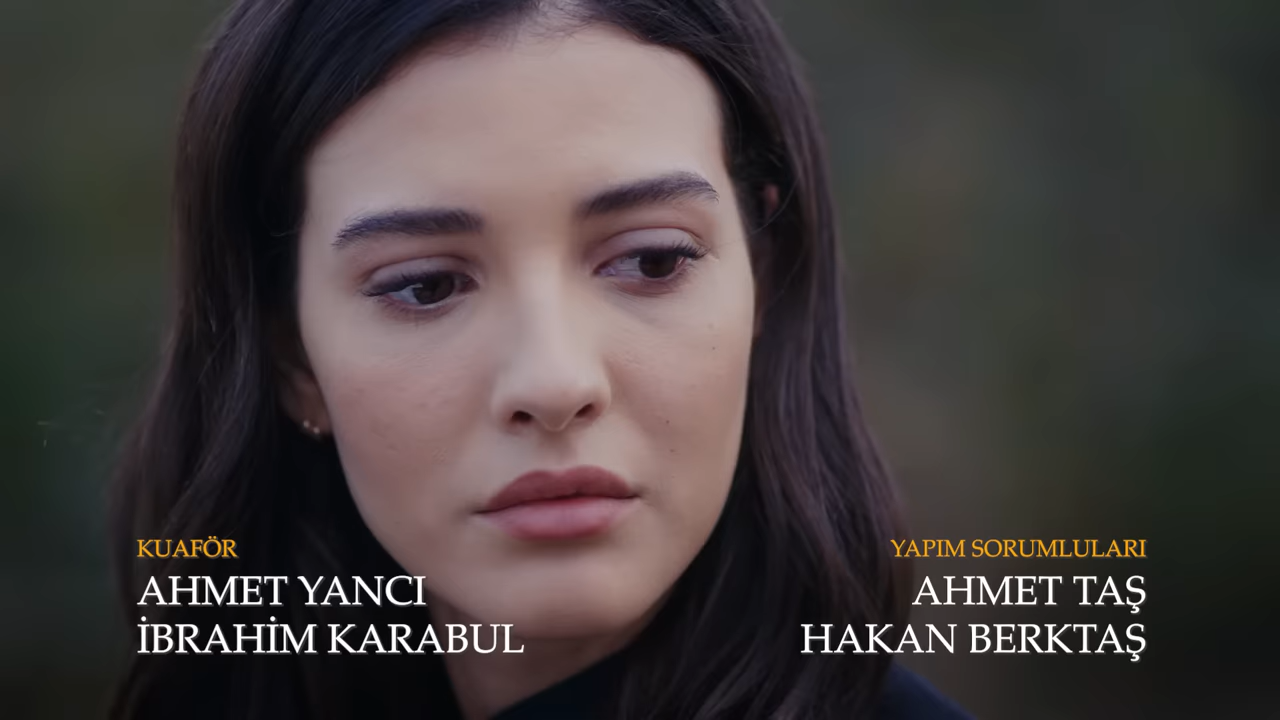 KUAFÖR
AHMET YANCI
İBRAHİM KARABUL
YAPIM SORUMLULARI
AHMET TAŞ
HAKAN BERKTAŞ